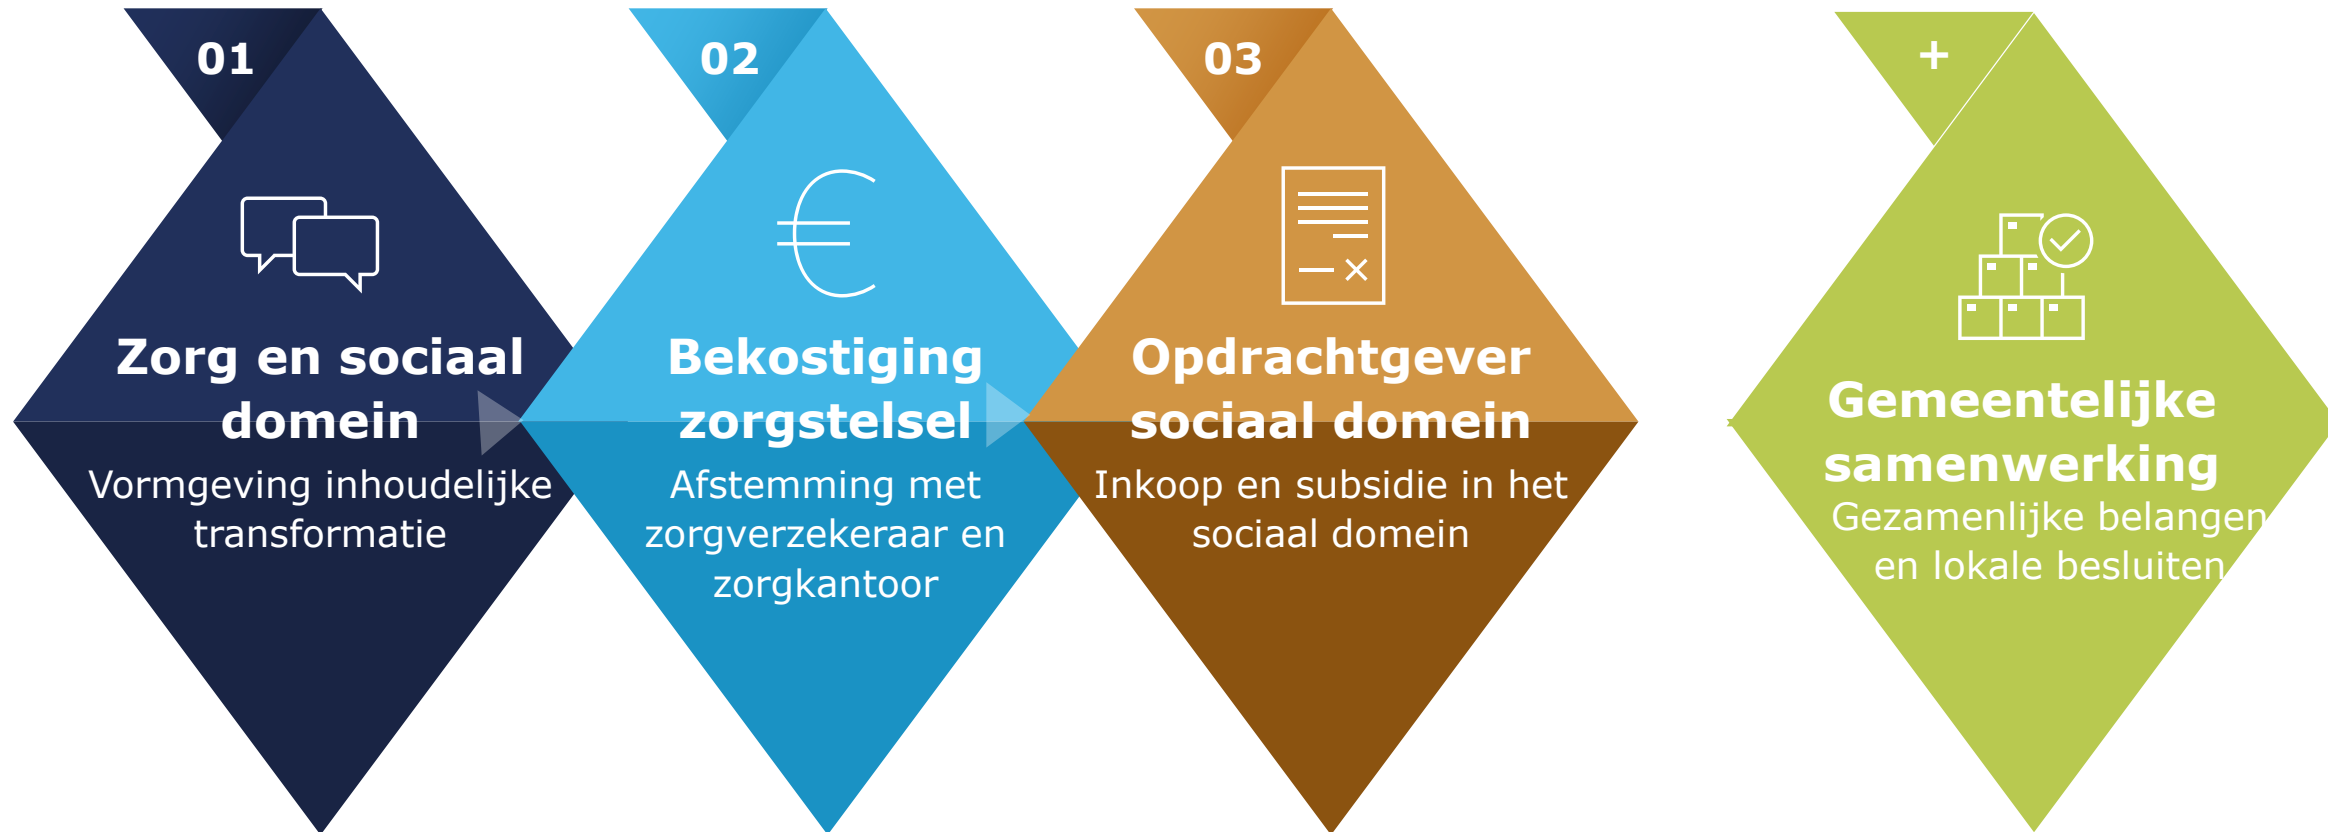 01
Zorg en sociaal
domein
Vormgeving inhoudelijke
transformatie
02
Bekostiging
zorgstelsel
Afstemming met
zorgverzekeraar en
zorgkantoor
03
Opdrachtgever
sociaal domein
Inkoop en subsidie in het
sociaal domein
+
Gemeentelijke
samenwerking
Gezamenlijke belangen
en lokale besluiten